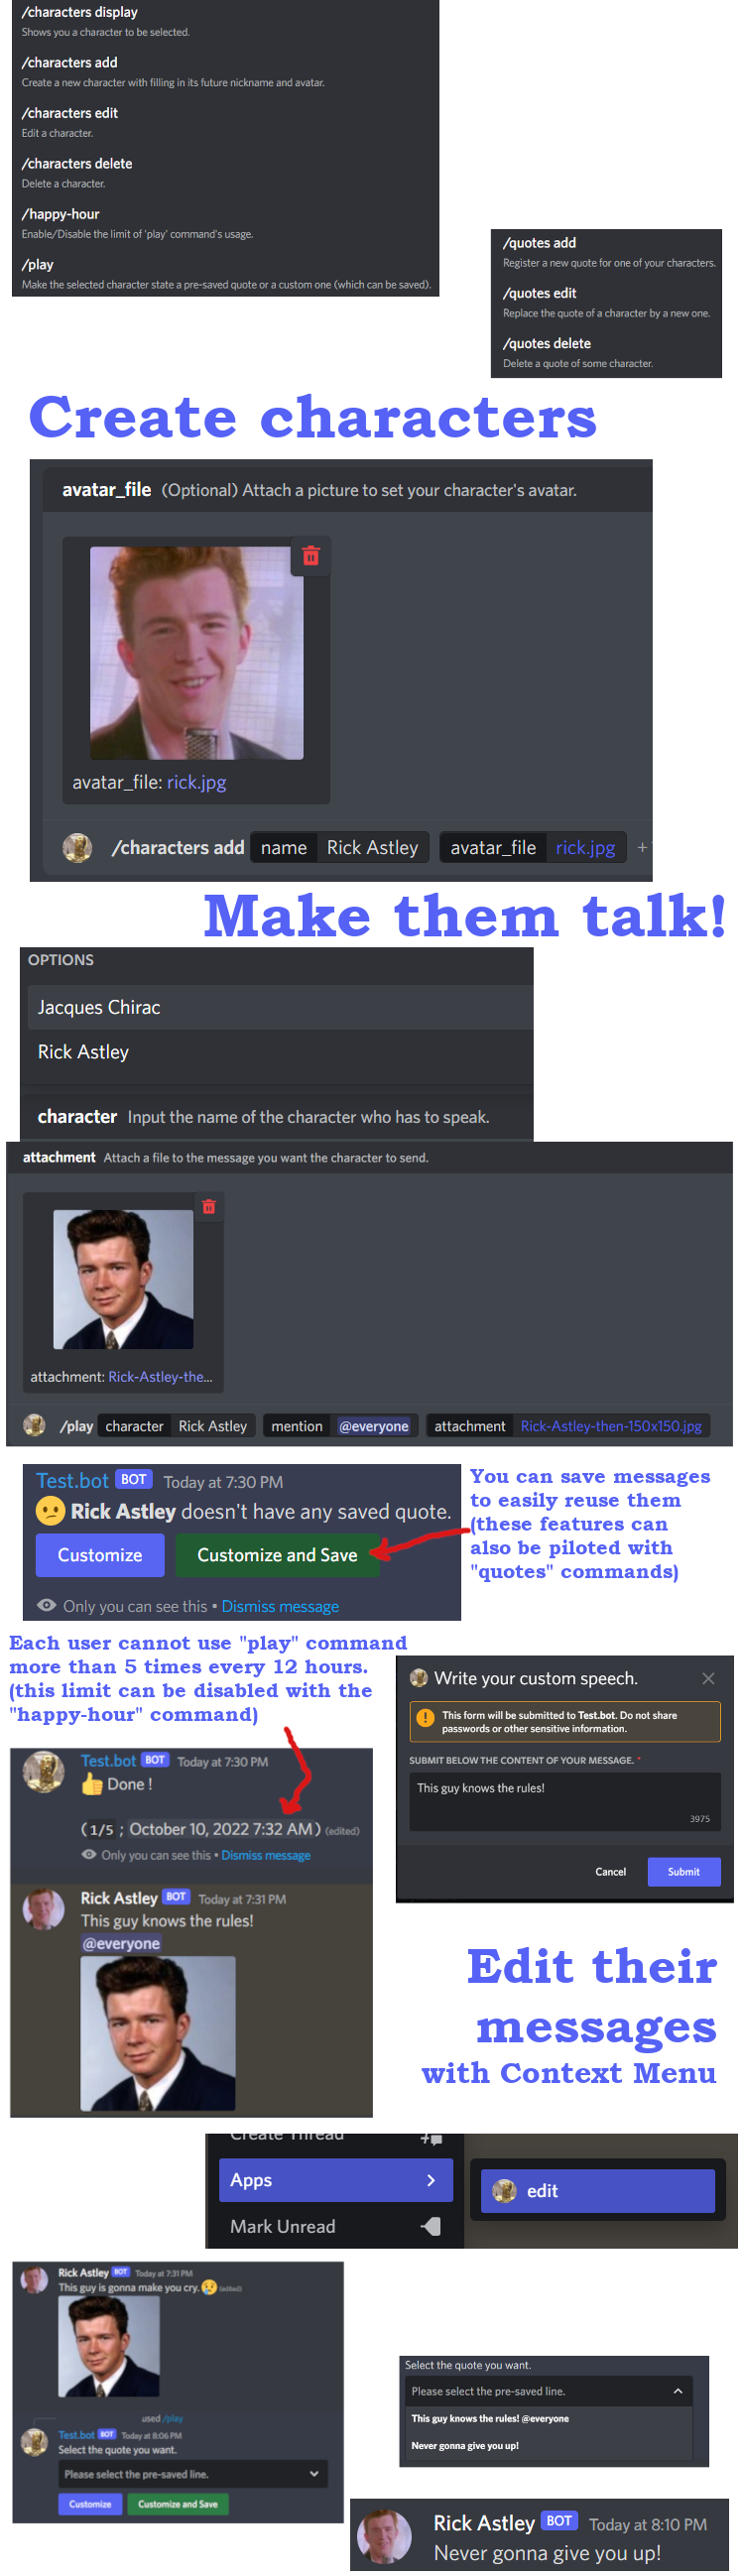 /characters display
Shows you a character to be selected.
/characters add
Create a new character with filling in its future nickname and avatar.
/characters edit
Edit a character.
/characters delete
Delete a character.
/happy-hour
Enable/Disable the limit of 'play' command's usage.
/play
Make the selected character state a pre-saved quote or a custom one (which can be saved).
/quotes add
Register a new quote for one of your characters.
/quotes edit
Replace the quote of a character by a new one.
/quotes delete
Delete a quote of some character.
Create characters
avatar_file (Optional) Attach a picture to set your character's avatar.
avatar_file: rick.jpg
/characters add name Rick Astley avatar_file rick.jpg +
Make them talk!
OPTIONS
Jacques Chirac
Rick Astley
character Input the name of the character who has to speak.
attachment Attach a file to the message you want the character to send.
attachment: Rick-Astley-the...
/play character Rick Astley mention @everyone attachment Rick-Astley-then-150x150.jpg
Test.bot BOT Today at 7:30 PM
Rick Astley doesn't have any saved quote.
Customize Customize and Save
Only you can see this • Dismiss message
You can save messages
to easily reuse them
(these features can
also be piloted with
"quotes" commands)
Each user cannot use "play" command
more than 5 times every 12 hours.
(this limit can be disabled with the
"happy-hour" command)
Write your custom speech.
This form will be submitted to Test.bot. Do not share
passwords or other sensitive information.
SUBMIT BELOW THE CONTENT OF YOUR MESSAGE. *
This guy knows the rules!
3975
Cancel Submit
Test.bot BOT Today at 7:30 PM
Done !
( 1/5 ; October 10, 2022 7:32 AM ) (edited)
Only you can see this • Dismiss message
Rick Astley BOT Today at 7:31 PM
This guy knows the rules!
@everyone
Edit their
messages
with Context Menu
Create Thread
Apps
edit
Mark Unread
Rick Astley BOT Today at 7:31 PM
This guy is gonna make you cry. (edited)
used /play
Test.bot BOT Today at 8:06 PM
Select the quote you want.
Please select the pre-saved line.
Customize Customize and Save
Select the quote you want.
Please select the pre-saved line.
This guy knows the rules! @everyone
Never gonna give you up!
Rick Astley BOT Today at 8:10 PM
Never gonna give you up!